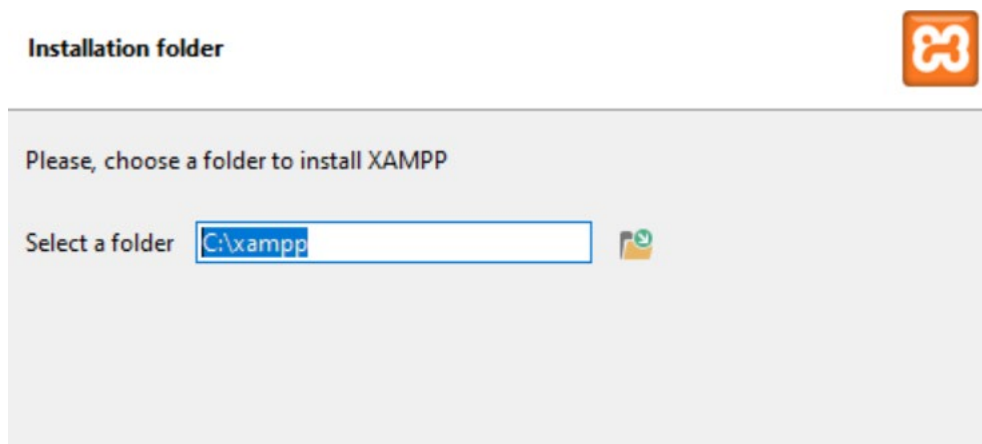 Installation folder
Please, choose a folder to install XAMPP
Select a folder C:\xampp